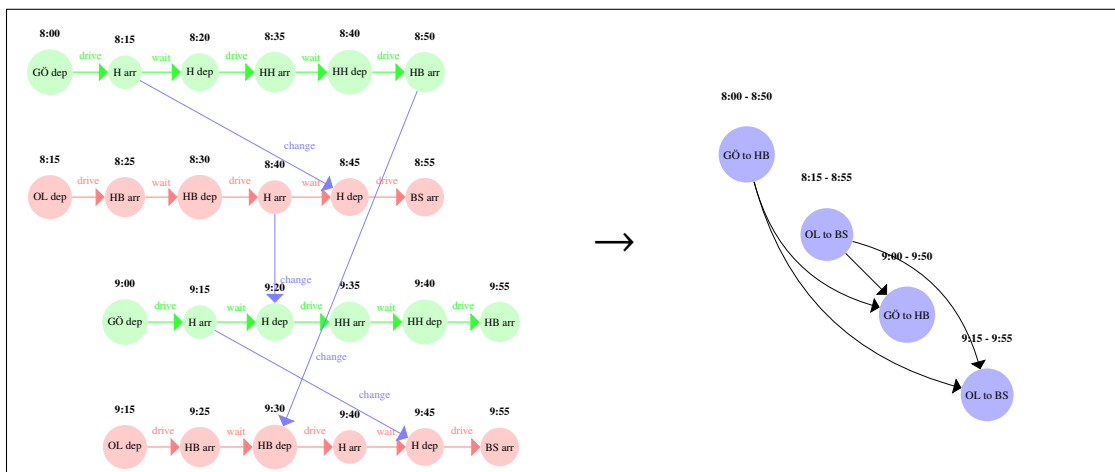 8:00 8:15 8:20 8:35 8:40 8:50
drive wait drive wait drive
GÖ dep H arr H dep HH arr HH dep HB arr
change
8:15 8:25 8:30 8:40 8:45 8:55
drive wait drive wait drive
OL dep HB arr HB dep H arr H dep BS arr
change
9:00 9:15 9:20 9:35 9:40 9:55
drive wait drive wait drive
GÖ dep H arr H dep HH arr HH dep HB arr
change
change
9:15 9:25 9:30 9:40 9:45 9:55
drive wait drive wait drive
OL dep HB arr HB dep H arr H dep BS arr
→
8:00 - 8:50
GÖ to HB
8:15 - 8:55
OL to BS
9:00 - 9:50
GÖ to HB
9:15 - 9:55
OL to BS